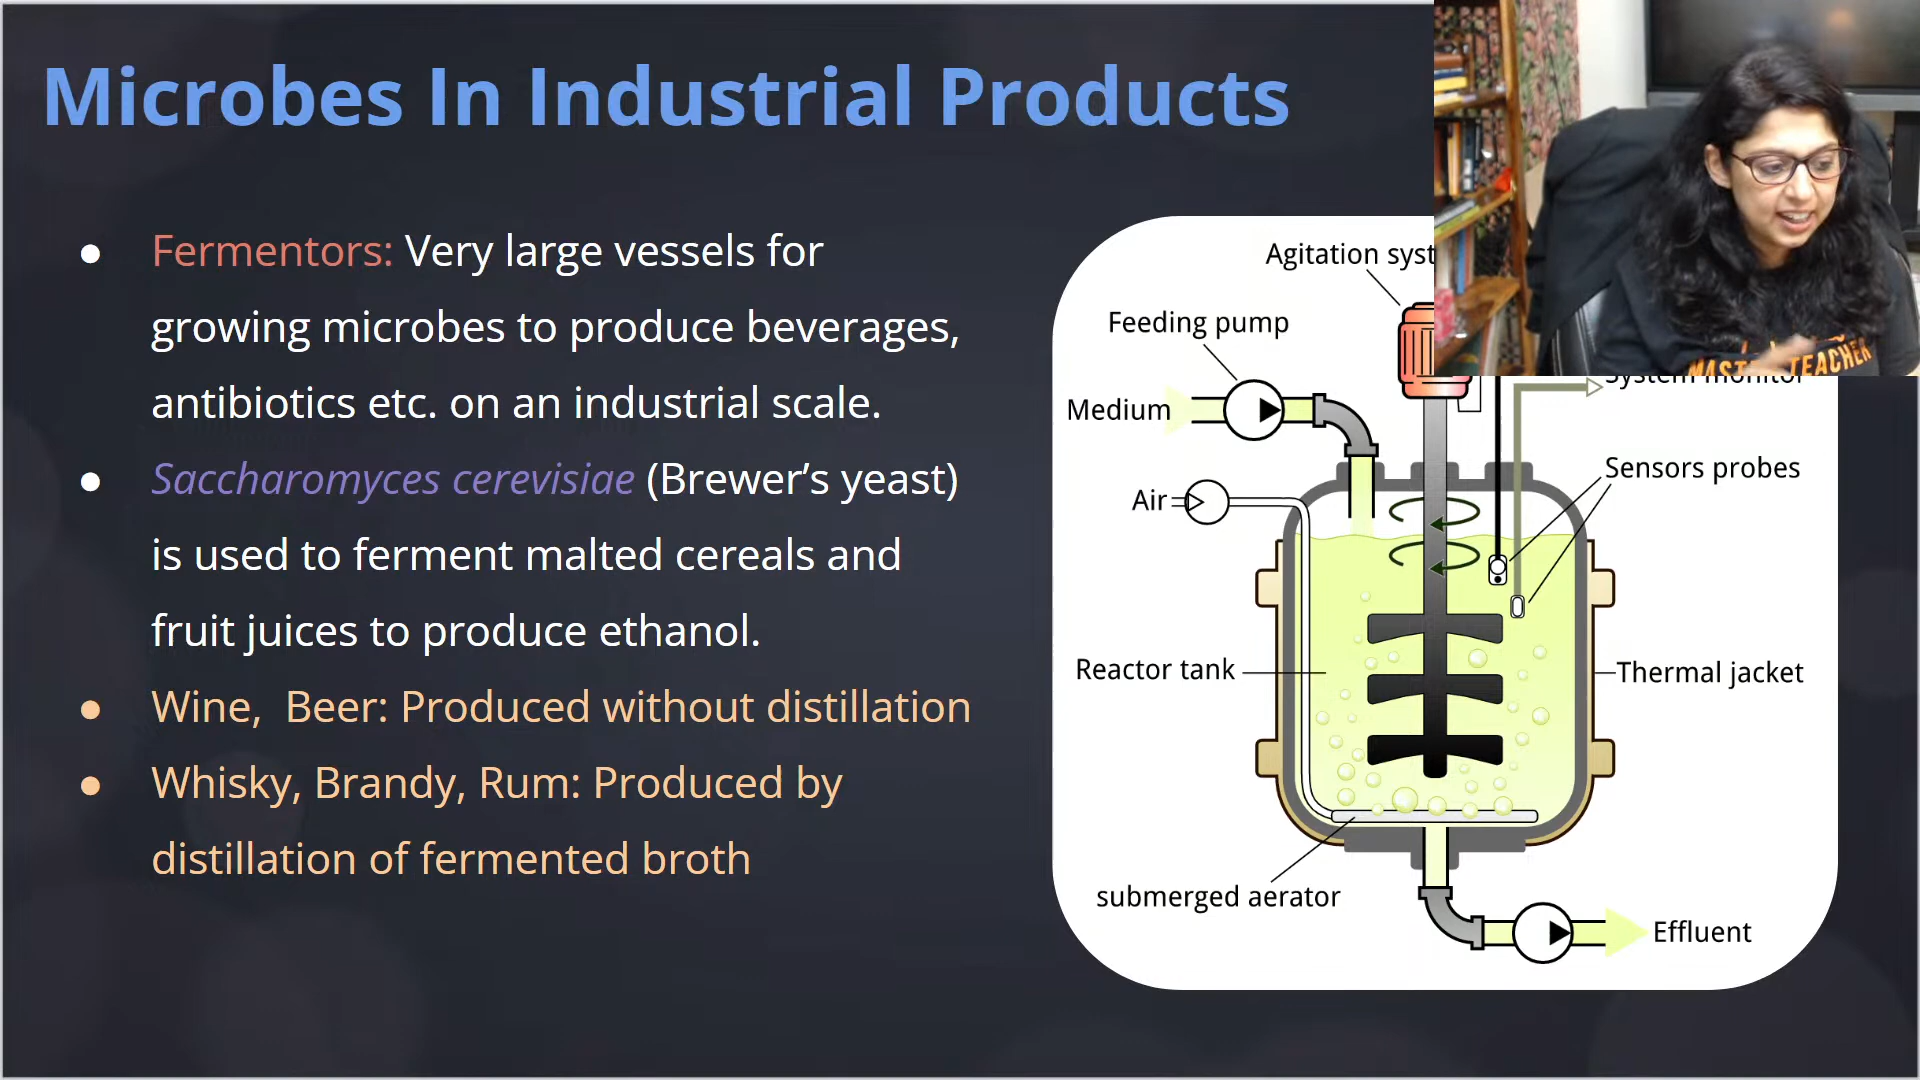 Microbes In Industrial Products
● Fermentors: Very large vessels for
growing microbes to produce beverages,
antibiotics etc. on an industrial scale.
● Saccharomyces cerevisiae (Brewer’s yeast)
is used to ferment malted cereals and
fruit juices to produce ethanol.
● Wine, Beer: Produced without distillation
● Whisky, Brandy, Rum: Produced by
distillation of fermented broth
Agitation syst
Feeding pump
Medium
System monitor
Sensors probes
Air
Reactor tank
Thermal jacket
submerged aerator
Effluent
MASTER TEACHER